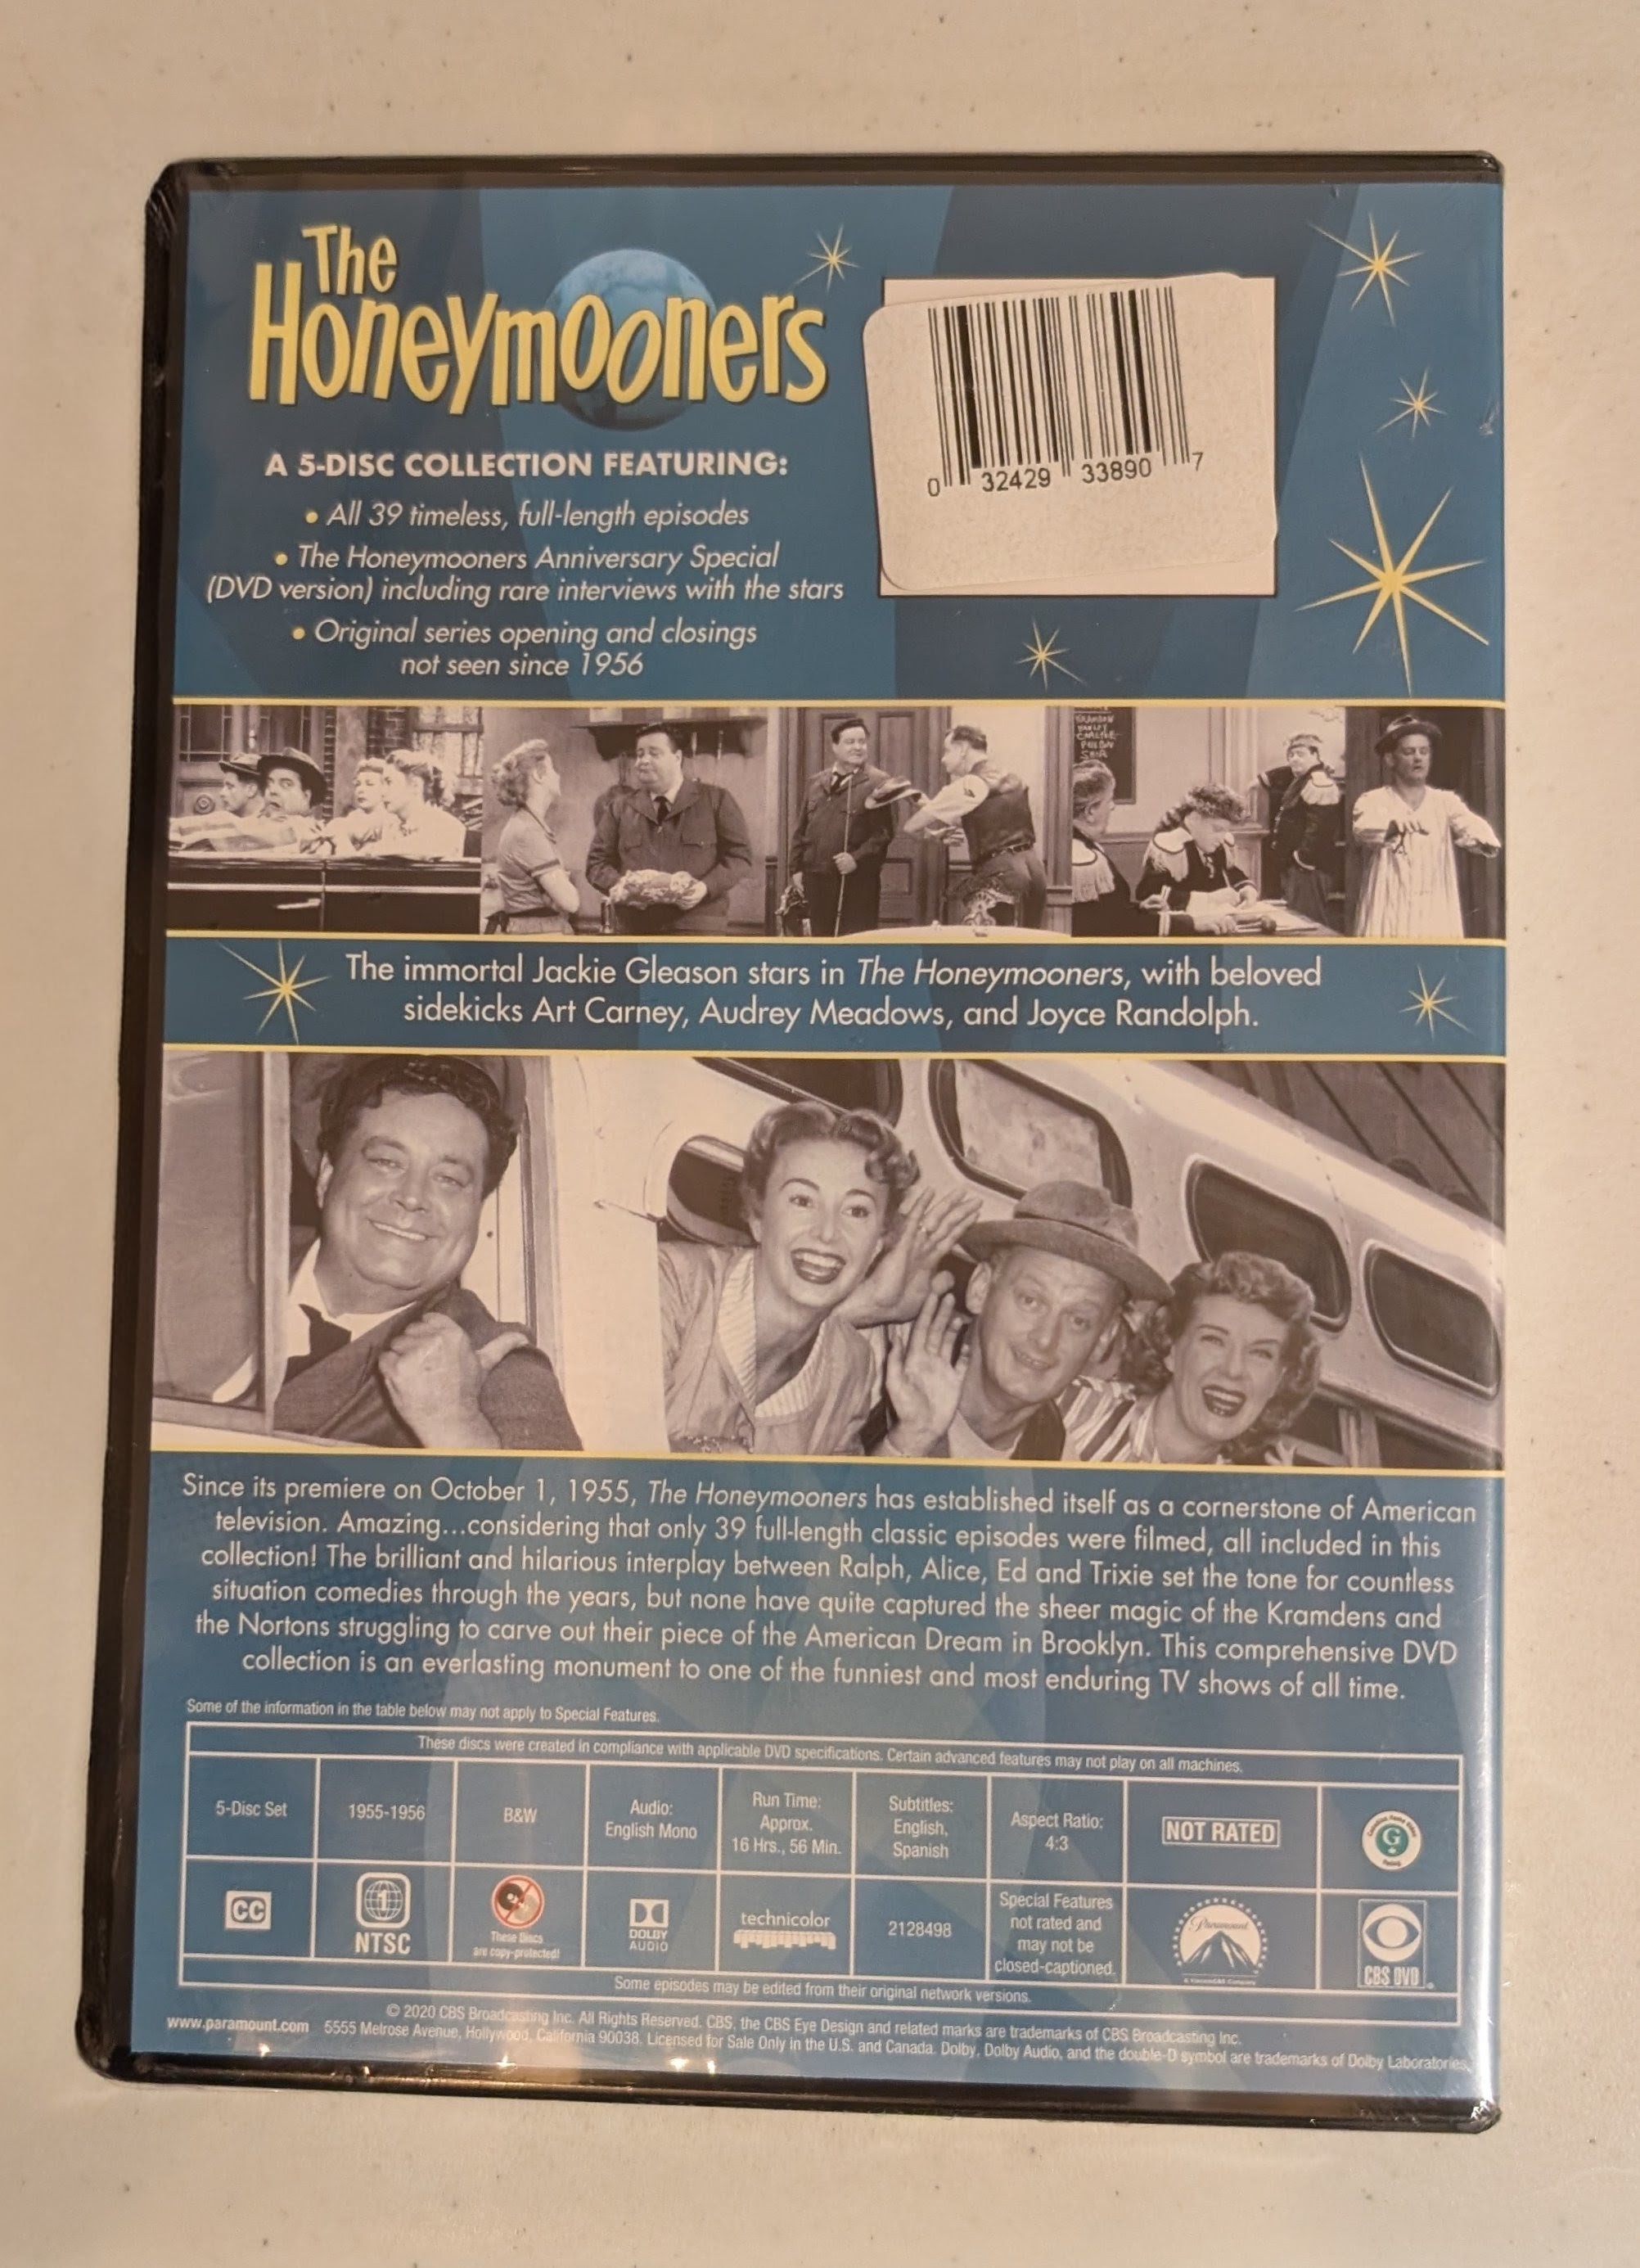 The
Honeymooners
A 5-DISC COLLECTION FEATURING:
• All 39 timeless, full-length episodes
• The Honeymooners Anniversary Special
(DVD version) including rare interviews with the stars
• Original series opening and closings
not seen since 1956
0 32429 33890 7
The immortal Jackie Gleason stars in The Honeymooners, with beloved
sidekicks Art Carney, Audrey Meadows, and Joyce Randolph.
Since its premiere on October 1, 1955, The Honeymooners has established itself as a cornerstone of American
television. Amazing...considering that only 39 full-length classic episodes were filmed, all included in this
collection! The brilliant and hilarious interplay between Ralph, Alice, Ed and Trixie set the tone for countless
situation comedies through the years, but none have quite captured the sheer magic of the Kramdens and
the Nortons struggling to carve out their piece of the American Dream in Brooklyn. This comprehensive DVD
collection is an everlasting monument to one of the funniest and most enduring TV shows of all time.
Some of the information in the table below may not apply to Special Features.
These discs were created in compliance with applicable DVD specifications. Certain advanced features may not play on all machines.
5-Disc Set
1955-1956
B&W
Audio:
English Mono
Run Time:
Approx.
16 Hrs., 56 Min.
Subtitles:
English,
Spanish
Aspect Ratio:
4:3
NOT RATED
G
CC
1
NTSC
These Discs
are copy-protected!
DOLBY
AUDIO
technicolor
2128498
Special Features
not rated and
may not be
closed-captioned.
Paramount
CBS DVD
Some episodes may be edited from their original network versions.
© 2020 CBS Broadcasting Inc. All Rights Reserved. CBS, the CBS Eye Design and related marks are trademarks of CBS Broadcasting Inc.
www.paramount.com 5555 Melrose Avenue, Hollywood, California 90038. Licensed for Sale Only in the U.S. and Canada. Dolby, Dolby Audio, and the double-D symbol are trademarks of Dolby Laboratories.